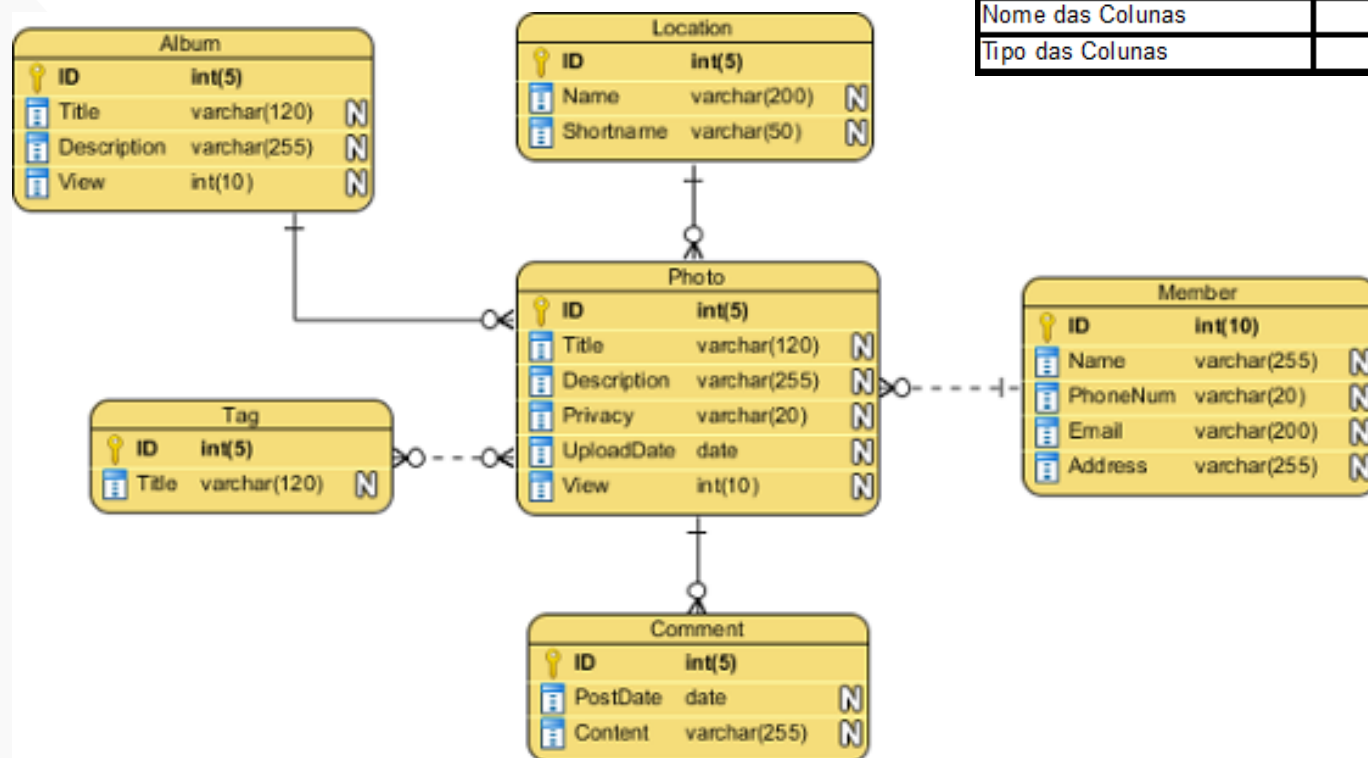 Nome das Colunas
Tipo das Colunas
Album
ID int(5)
Title varchar(120) N
Description varchar(255) N
View int(10) N
Location
ID int(5)
Name varchar(200) N
Shortname varchar(50) N
Photo
ID int(5)
Title varchar(120) N
Description varchar(255) N
Privacy varchar(20) N
UploadDate date N
View int(10) N
Member
ID int(10)
Name varchar(255) N
PhoneNum varchar(20) N
Email varchar(200) N
Address varchar(255) N
Tag
ID int(5)
Title varchar(120) N
Comment
ID int(5)
PostDate date N
Content varchar(255) N